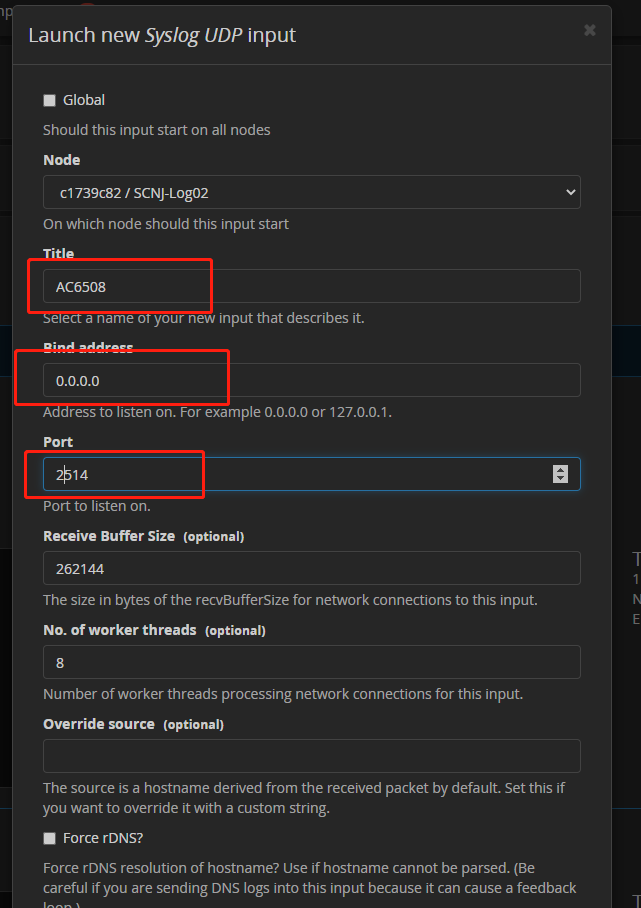 Launch new Syslog UDP input
Global
Should this input start on all nodes
Node
c1739c82 / SCNJ-Log02
On which node should this input start
Title
AC6508
Select a name of your new input that describes it.
Bind address
0.0.0.0
Address to listen on. For example 0.0.0.0 or 127.0.0.1.
Port
2514
Port to listen on.
Receive Buffer Size (optional)
262144
The size in bytes of the recvBufferSize for network connections to this input.
No. of worker threads (optional)
8
Number of worker threads processing network connections for this input.
Override source (optional)
The source is a hostname derived from the received packet by default. Set this if
you want to override it with a custom string.
Force rDNS?
Force rDNS resolution of hostname? Use if hostname cannot be parsed. (Be
careful if you are sending DNS logs into this input because it can cause a feedback
loop.)